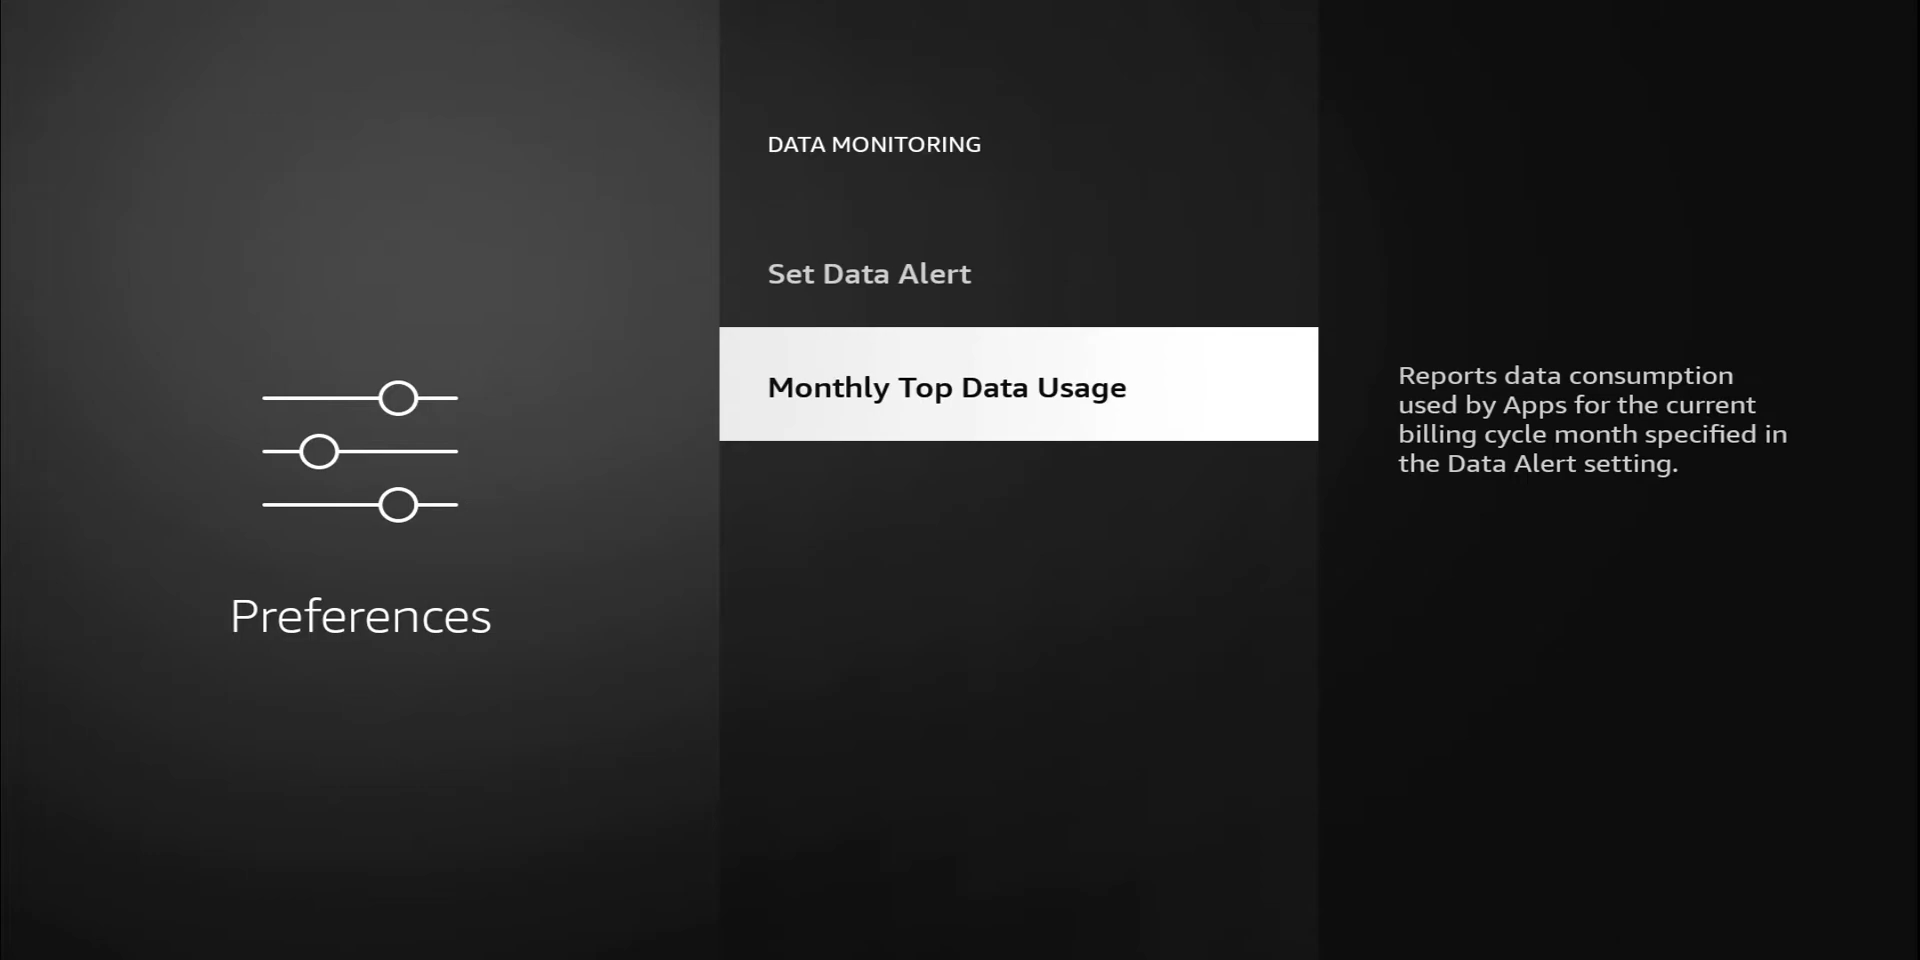 DATA MONITORING
Set Data Alert
Monthly Top Data Usage
Preferences
Reports data consumption
used by Apps for the current
billing cycle month specified in
the Data Alert setting.